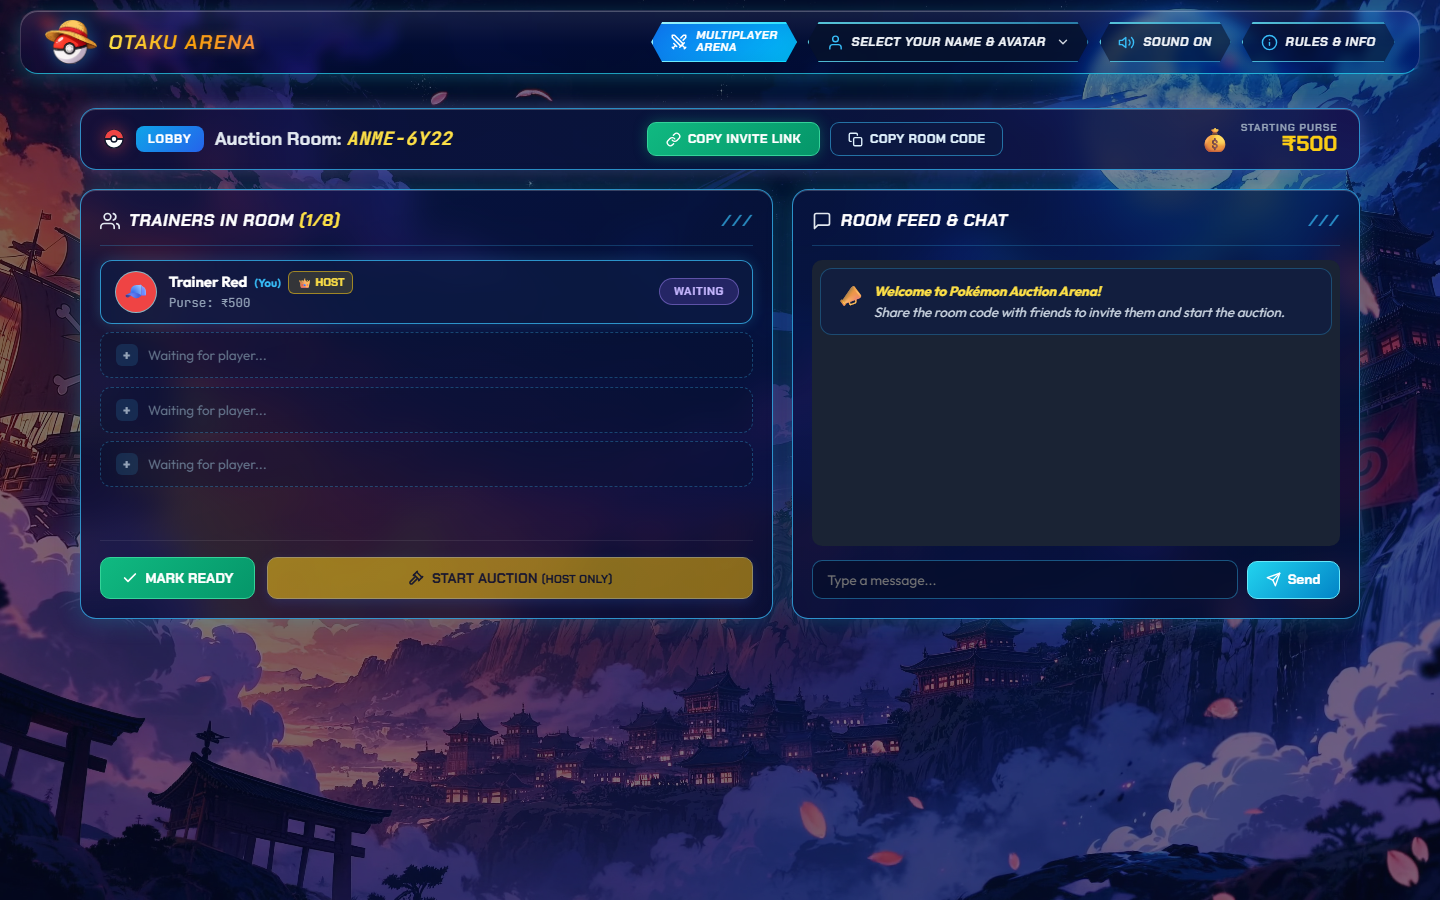 OTAKU ARENA
MULTIPLAYER
ARENA
SELECT YOUR NAME & AVATAR
SOUND ON
RULES & INFO
LOBBY
Auction Room: ANME-6Y22
COPY INVITE LINK
COPY ROOM CODE
STARTING PURSE
₹500
TRAINERS IN ROOM (1/8)
///
Trainer Red (You) HOST
Purse: ₹500
WAITING
+ Waiting for player...
+ Waiting for player...
+ Waiting for player...
MARK READY
START AUCTION (HOST ONLY)
ROOM FEED & CHAT
///
Welcome to Pokémon Auction Arena!
Share the room code with friends to invite them and start the auction.
Type a message...
Send